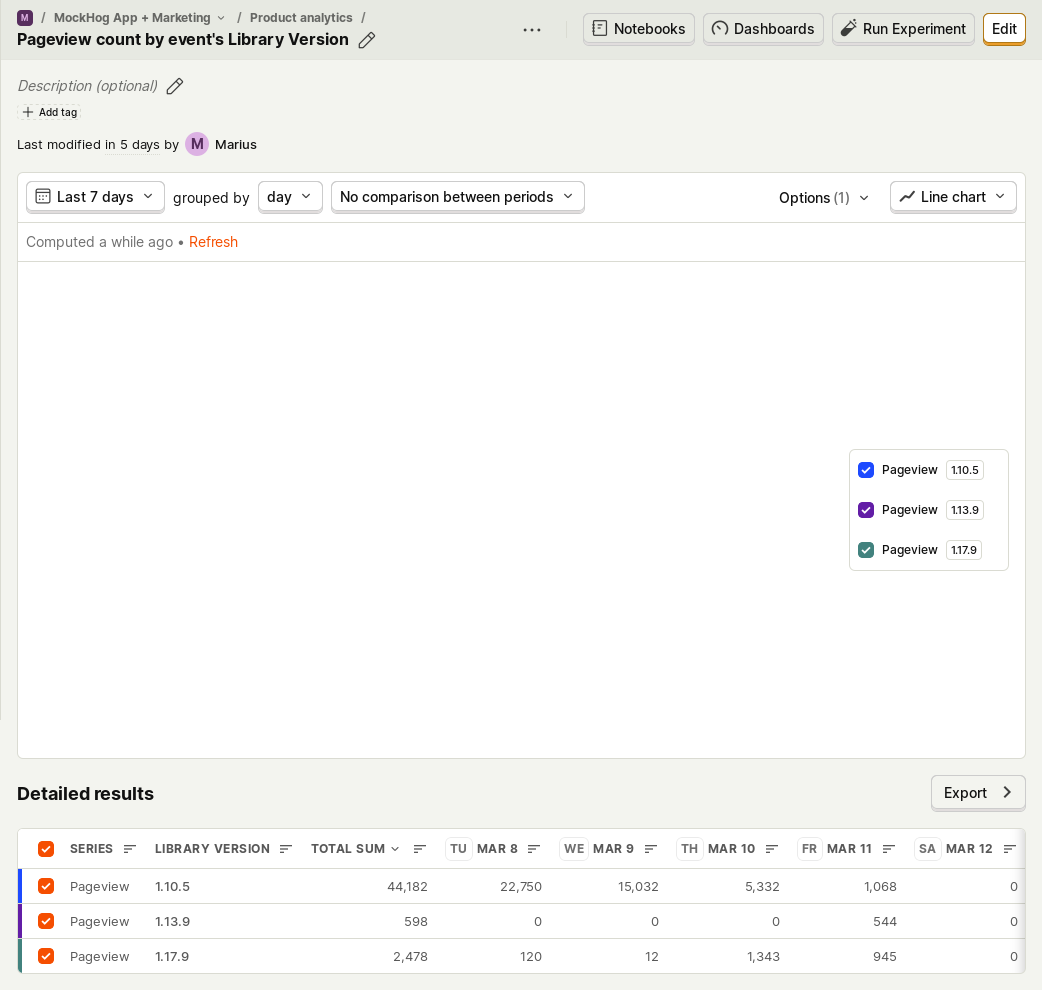 M / MockHog App + Marketing / Product analytics /
Pageview count by event's Library Version
Notebooks Dashboards Run Experiment Edit
Description (optional)
Add tag
Last modified in 5 days by M Marius
Last 7 days grouped by day No comparison between periods Options (1) Line chart
Computed a while ago • Refresh
Pageview 1.10.5
Pageview 1.13.9
Pageview 1.17.9
Detailed results
Export
SERIES LIBRARY VERSION TOTAL SUM TU MAR 8 WE MAR 9 TH MAR 10 FR MAR 11 SA MAR 12
Pageview 1.10.5 44,182 22,750 15,032 5,332 1,068 0
Pageview 1.13.9 598 0 0 0 544 0
Pageview 1.17.9 2,478 120 12 1,343 945 0